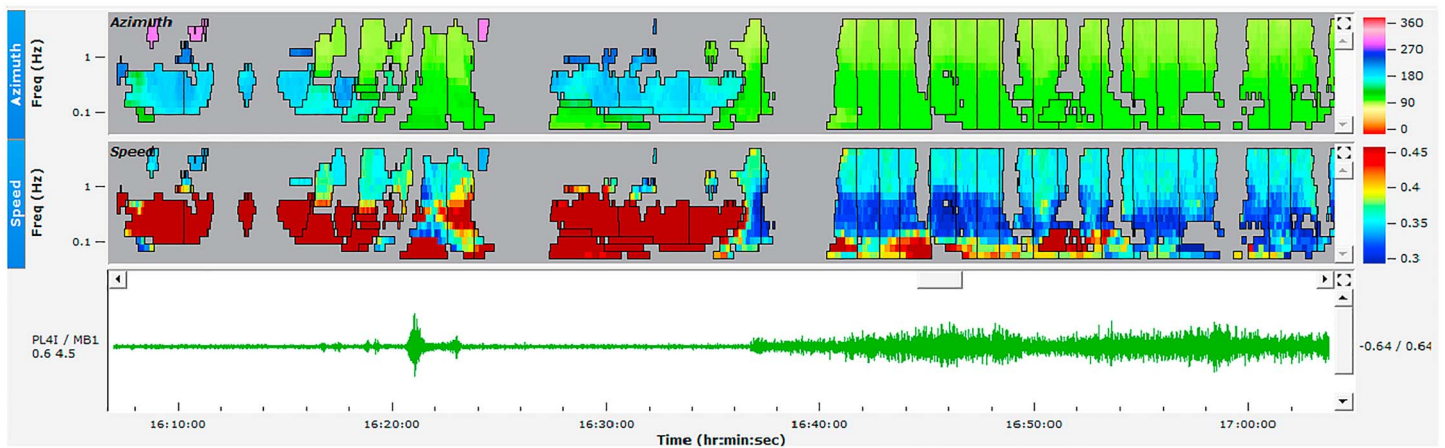 Azimuth
Azimuth
Freq (Hz)
1
0.1
360
270
180
90
0
Speed
Speed
Freq (Hz)
1
0.1
0.45
0.4
0.35
0.3
PL4I / MB1
0.6 4.5
-0.64 / 0.64
16:10:00 16:20:00 16:30:00 16:40:00 16:50:00 17:00:00
Time (hr:min:sec)